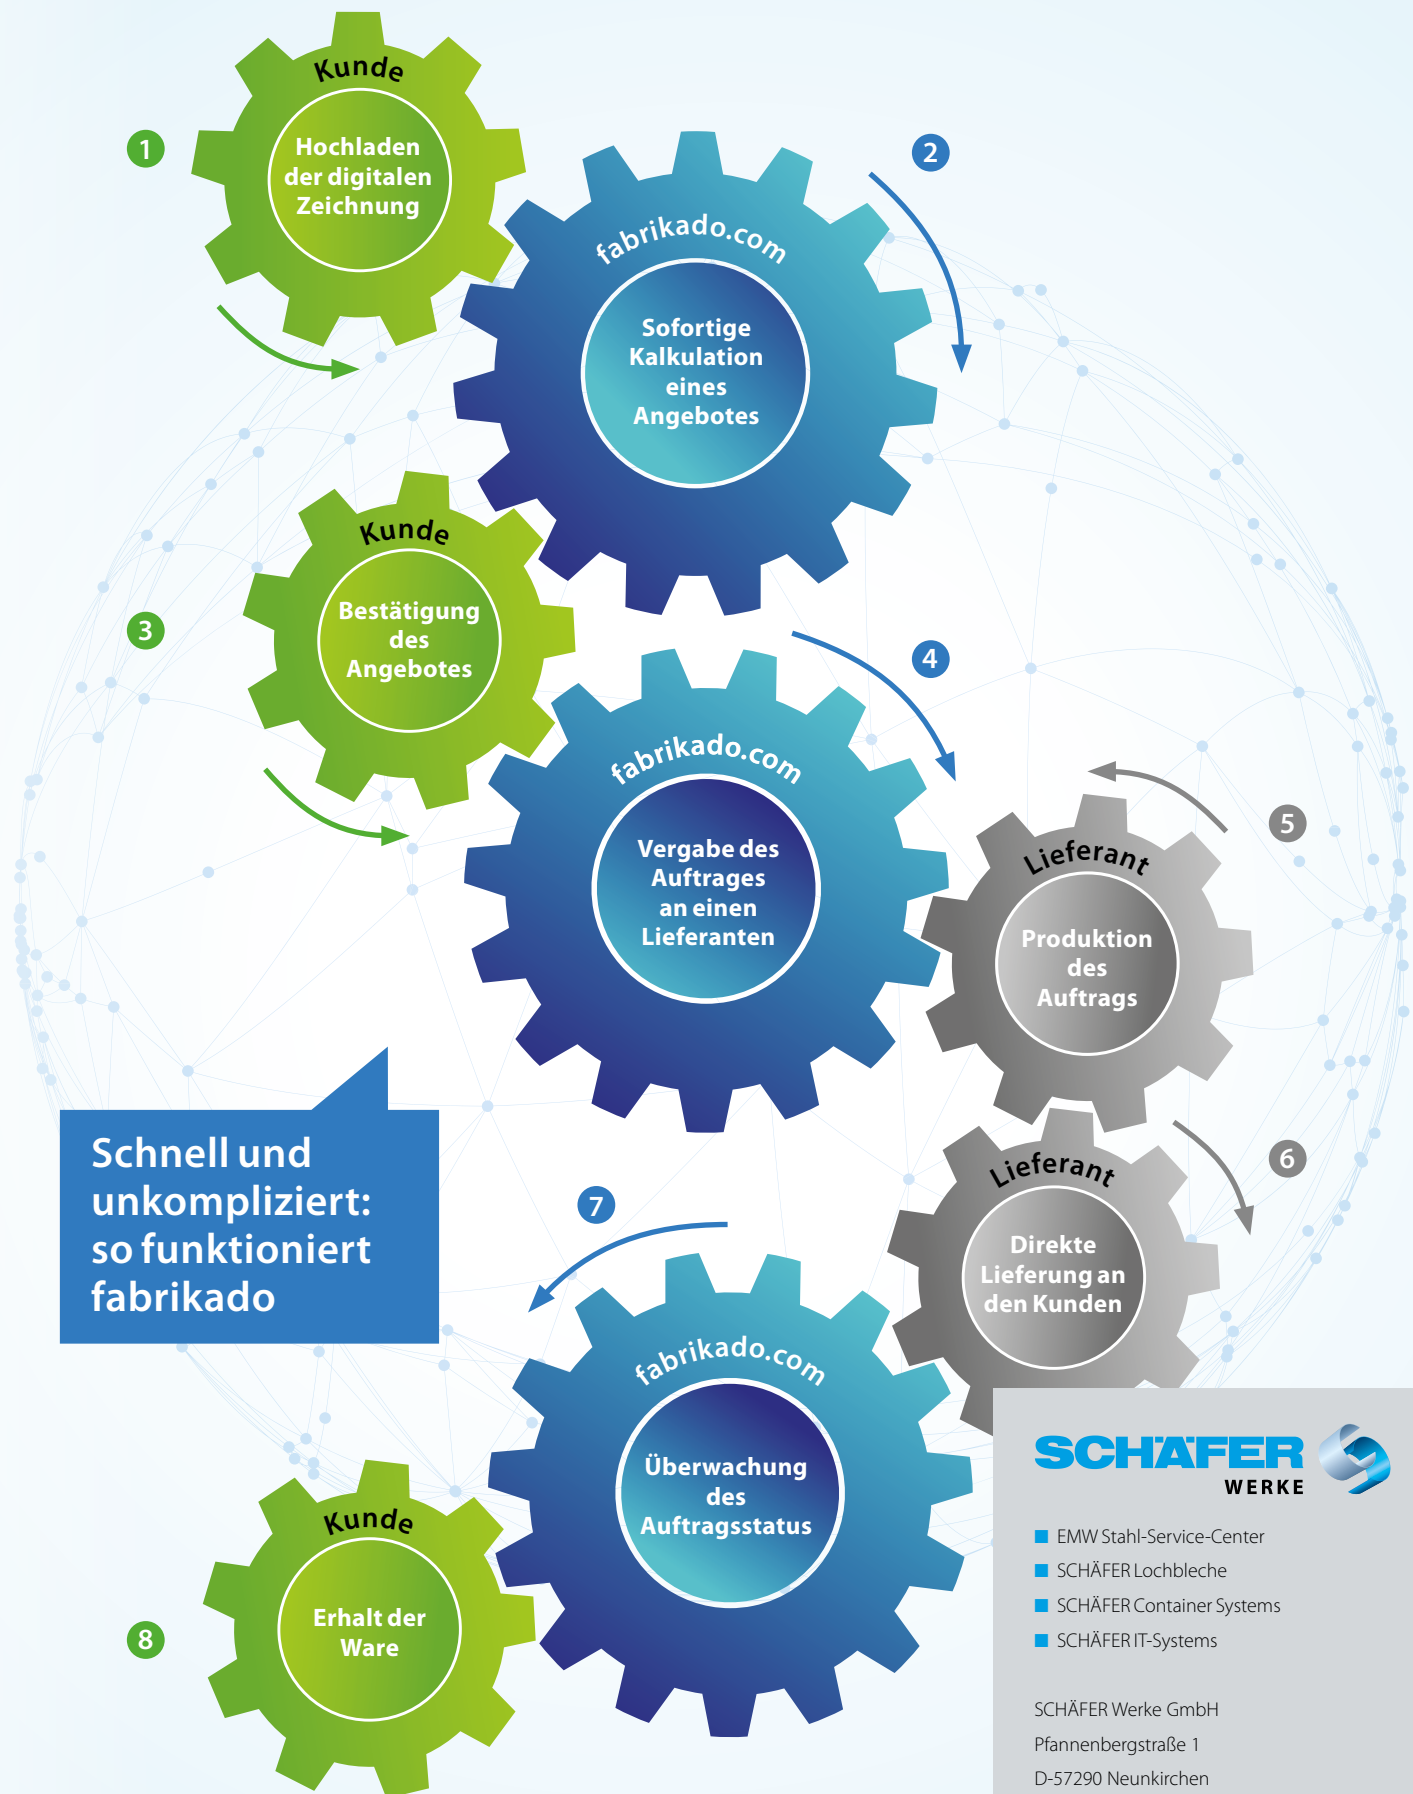 1
Kunde
Hochladen
der digitalen
Zeichnung
2
fabrikado.com
Sofortige
Kalkulation
eines
Angebotes
3
Kunde
Bestätigung
des
Angebotes
4
fabrikado.com
Vergabe des
Auftrages
an einen
Lieferanten
5
Lieferant
Produktion
des
Auftrags
6
Lieferant
Direkte
Lieferung an
den Kunden
Schnell und
unkompliziert:
so funktioniert
fabrikado
7
fabrikado.com
Überwachung
des
Auftragsstatus
8
Kunde
Erhalt der
Ware
SCHÄFER
WERKE
EMW Stahl-Service-Center
SCHÄFER Lochbleche
SCHÄFER Container Systems
SCHÄFER IT-Systems
SCHÄFER Werke GmbH
Pfannenbergstraße 1
D-57290 Neunkirchen